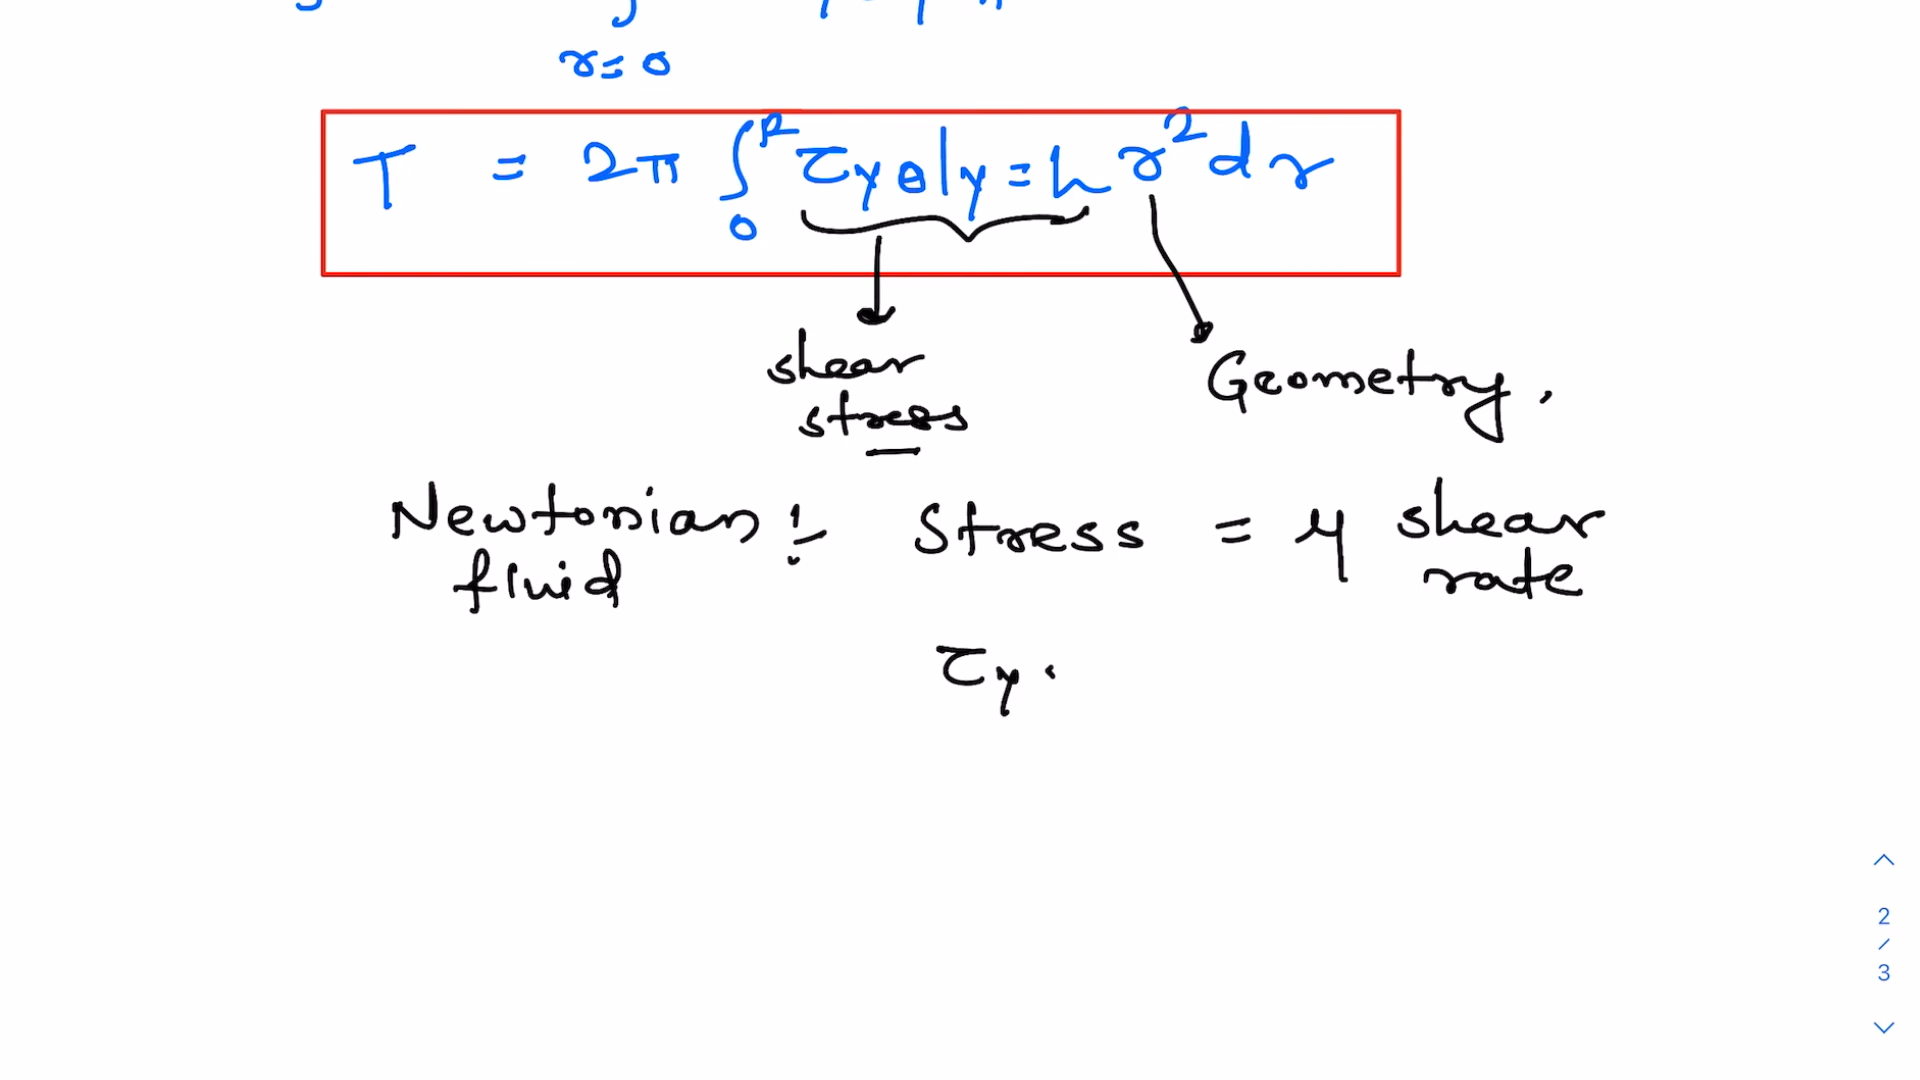 r = 0
T = 2π ∫₀ᴿ τyθ|y=h r² dr
shear
stress
Geometry.
Newtonian :- Stress = μ shear
fluid rate
τy
2
/
3